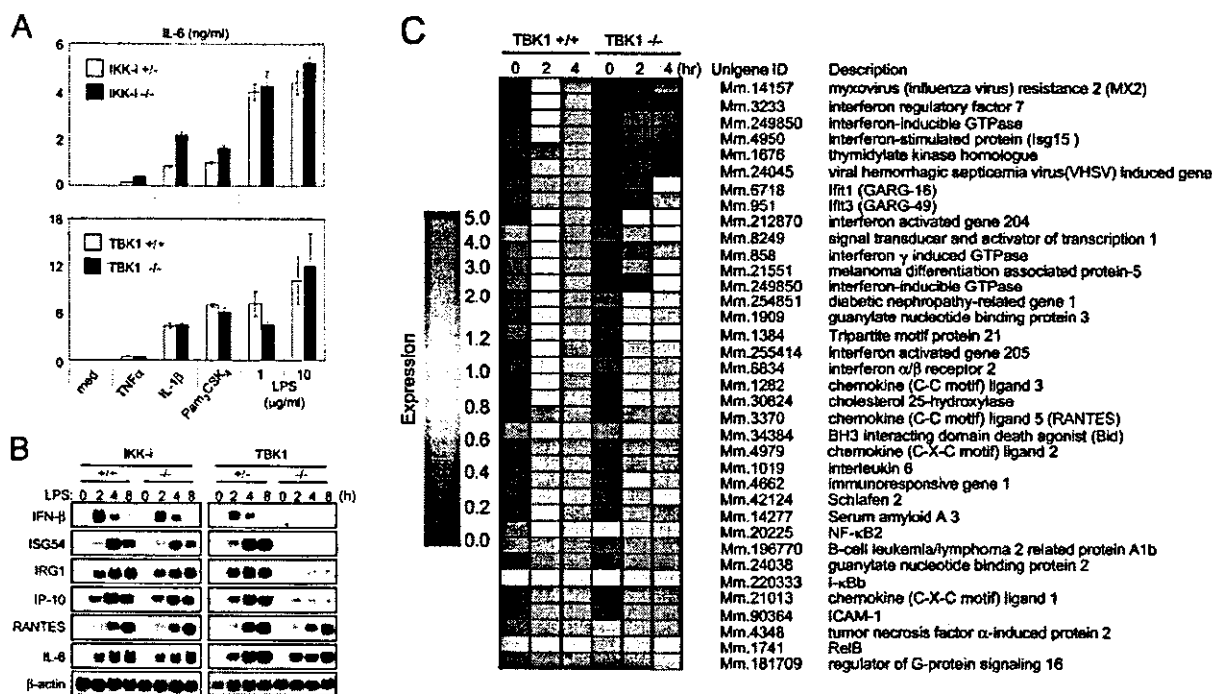 A
IL-6 (ng/ml)
6
4
2
0
IKK-i +/-
IKK-i -/-
18
12
6
0
TBK1 +/+
TBK1 -/-
med
TNFα
IL-1β
Pam3CSK4
1
10
LPS
(μg/ml)
B
IKK-i
TBK1
+/+
-/-
+/-
-/-
LPS: 0 2 4 8 0 2 4 8 0 2 4 8 0 2 4 8 (h)
IFN-β
ISG54
IRG1
IP-10
RANTES
IL-6
β-actin
C
TBK1 +/+ TBK1 -/-
0 2 4 0 2 4 (hr) Unigene ID Description
Mm.14157 myxovirus (influenza virus) resistance 2 (MX2)
Mm.3233 interferon regulatory factor 7
Mm.249850 interferon-inducible GTPase
Mm.4950 interferon-stimulated protein (Isg15 )
Mm.1676 thymidylate kinase homologue
Mm.24045 viral hemorrhagic septicemia virus(VHSV) induced gene
Mm.6718 Ifit1 (GARG-16)
Mm.951 Ifit3 (GARG-49)
Mm.212870 interferon activated gene 204
Mm.8249 signal transducer and activator of transcription 1
Mm.858 interferon γ induced GTPase
Mm.21551 melanoma differentiation associated protein-5
Mm.249850 interferon-inducible GTPase
Mm.254851 diabetic nephropathy-related gene 1
Mm.1909 guanylate nucleotide binding protein 3
Mm.1384 Tripartite motif protein 21
Mm.255414 interferon activated gene 205
Mm.6834 interferon α/β receptor 2
Mm.1282 chemokine (C-C motif) ligand 3
Mm.30824 cholesterol 25-hydroxylase
Mm.3370 chemokine (C-C motif) ligand 5 (RANTES)
Mm.34384 BH3 interacting domain death agonist (Bid)
Mm.4979 chemokine (C-X-C motif) ligand 2
Mm.1019 interleukin 6
Mm.4662 immunoresponsive gene 1
Mm.42124 Schlafen 2
Mm.14277 Serum amyloid A 3
Mm.20225 NF-κB2
Mm.196770 B-cell leukemia/lymphoma 2 related protein A1b
Mm.24038 guanylate nucleotide binding protein 2
Mm.220333 I-κBb
Mm.21013 chemokine (C-X-C motif) ligand 1
Mm.90364 ICAM-1
Mm.4348 tumor necrosis factor α-induced protein 2
Mm.1741 RelB
Mm.181709 regulator of G-protein signaling 16
Expression
5.0
4.0
3.0
2.0
1.2
1.0
0.8
0.6
0.5
0.4
0.2
0.0